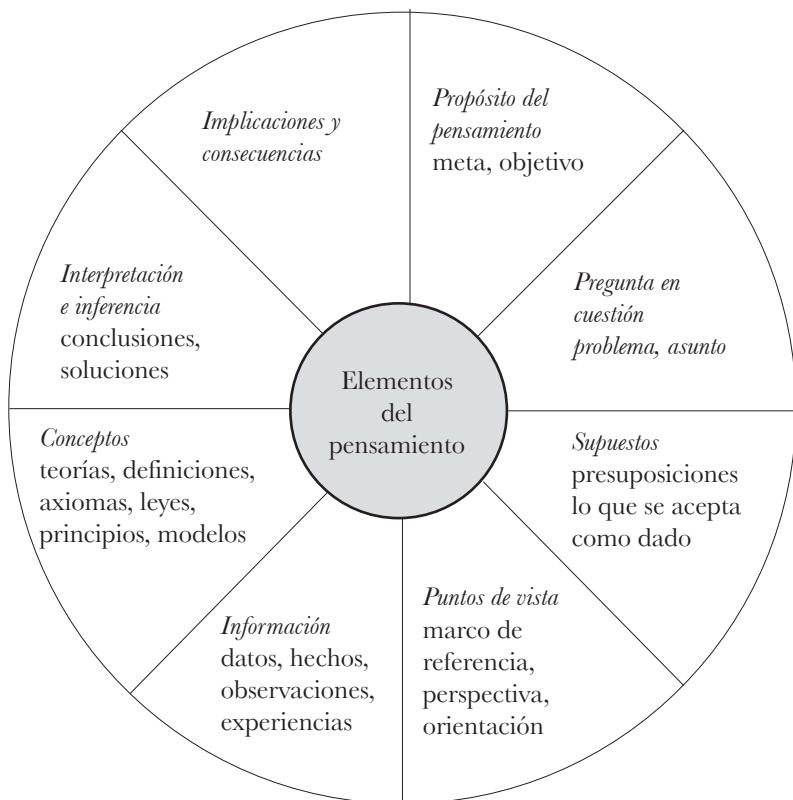 Implicaciones y
consecuencias
Propósito del
pensamiento
meta, objetivo
Interpretación
e inferencia
conclusiones,
soluciones
Pregunta en
cuestión
problema, asunto
Elementos
del
pensamiento
Conceptos
teorías, definiciones,
axiomas, leyes,
principios, modelos
Supuestos
presuposiciones
lo que se acepta
como dado
Información
datos, hechos,
observaciones,
experiencias
Puntos de vista
marco de
referencia,
perspectiva,
orientación